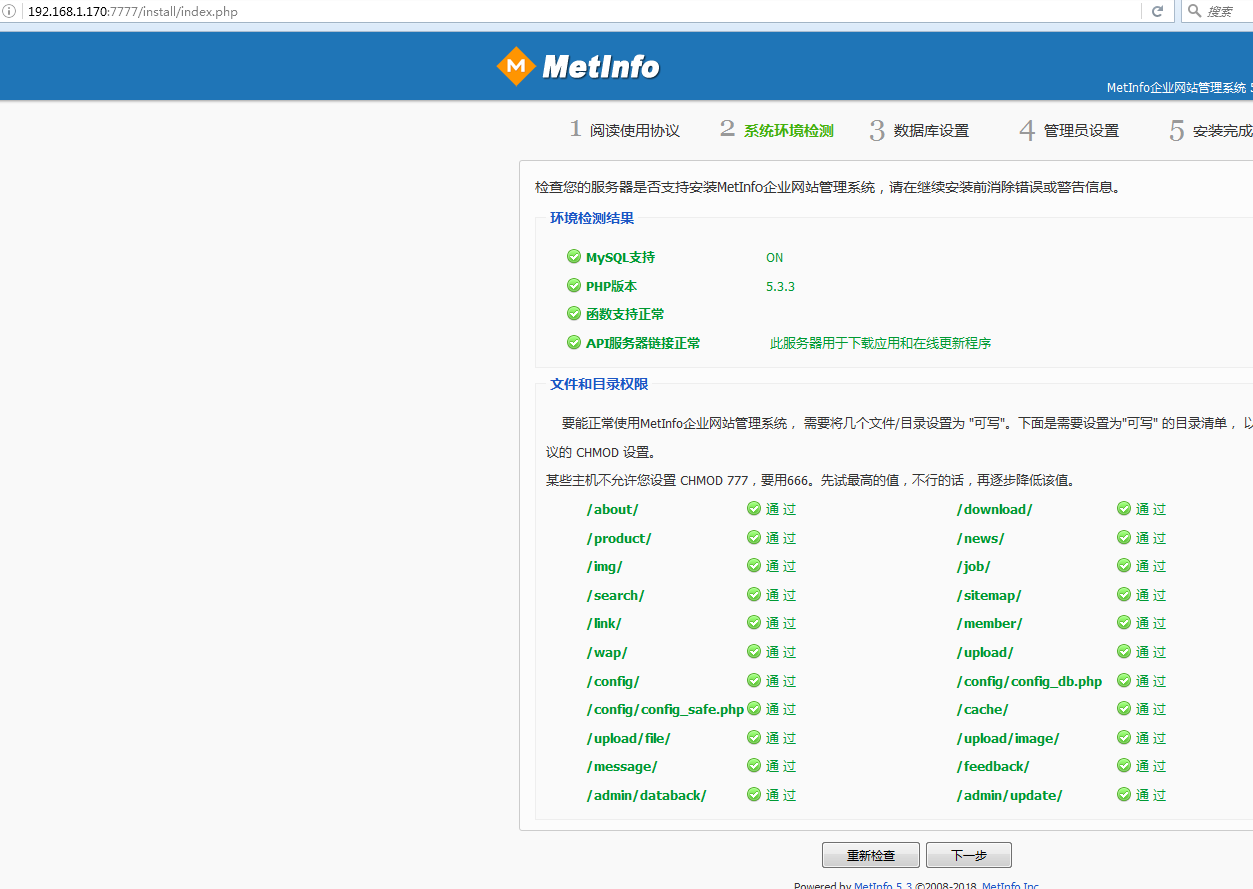 192.168.1.170:7777/install/index.php 搜索
M MetInfo
MetInfo企业网站管理系统 5
1 阅读使用协议 2 系统环境检测 3 数据库设置 4 管理员设置 5 安装完成
检查您的服务器是否支持安装MetInfo企业网站管理系统，请在继续安装前消除错误或警告信息。
环境检测结果
MySQL支持 ON
PHP版本 5.3.3
函数支持正常
API服务器链接正常 此服务器用于下载应用和在线更新程序
文件和目录权限
要能正常使用MetInfo企业网站管理系统， 需要将几个文件/目录设置为 "可写"。下面是需要设置为"可写" 的目录清单， 以
议的 CHMOD 设置。
某些主机不允许您设置 CHMOD 777，要用666。先试最高的值，不行的话，再逐步降低该值。
/about/ 通 过 /download/ 通 过
/product/ 通 过 /news/ 通 过
/img/ 通 过 /job/ 通 过
/search/ 通 过 /sitemap/ 通 过
/link/ 通 过 /member/ 通 过
/wap/ 通 过 /upload/ 通 过
/config/ 通 过 /config/config_db.php 通 过
/config/config_safe.php 通 过 /cache/ 通 过
/upload/file/ 通 过 /upload/image/ 通 过
/message/ 通 过 /feedback/ 通 过
/admin/databack/ 通 过 /admin/update/ 通 过
重新检查 下一步
Powered by MetInfo 5.3 ©2008-2018 MetInfo Inc